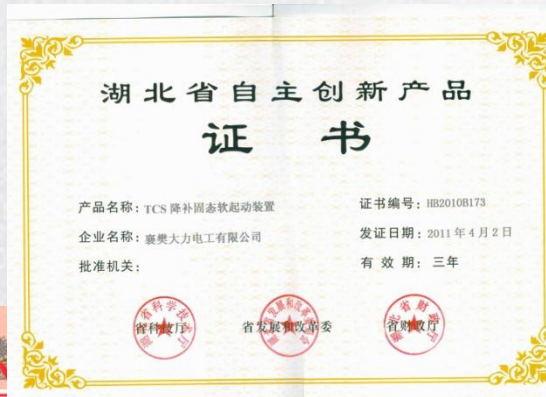 湖北省自主创新产品
证书
产品名称：TCS 降补固态软起动装置
证书编号：HB2010B173
企业名称：襄樊大力电工有限公司
发证日期：2011 年 4 月 2 日
批准机关：
有 效 期：三年
省科技厅
省发展和改革委
省财政厅